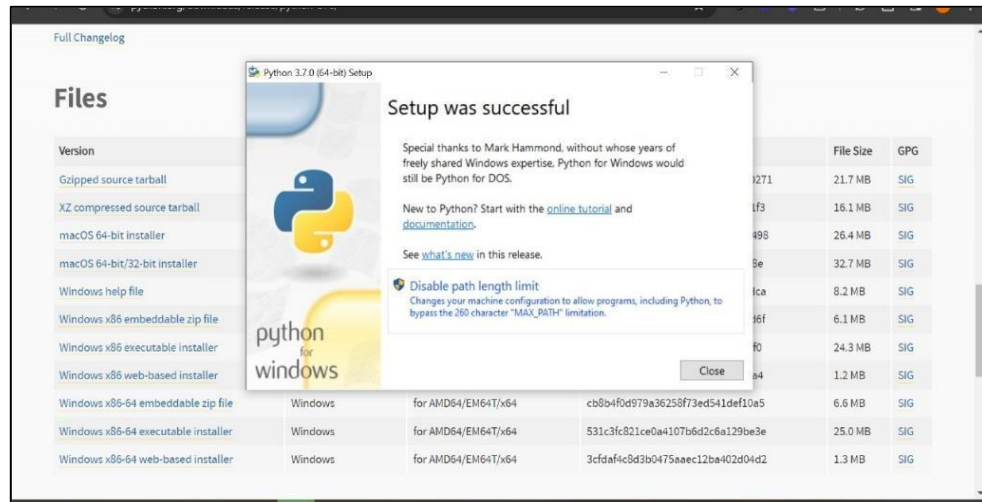 Full Changelog
Files
Version File Size GPG
Gzipped source tarball 0271 21.7 MB SIG
XZ compressed source tarball 1f3 16.1 MB SIG
macOS 64-bit installer 498 26.4 MB SIG
macOS 64-bit/32-bit installer 32.7 MB SIG
Windows help file 8.2 MB SIG
Windows x86 embeddable zip file 6.1 MB SIG
Windows x86 executable installer 24.3 MB SIG
Windows x86 web-based installer a4 1.2 MB SIG
Windows x86-64 embeddable zip file Windows for AMD64/EM64T/x64 cb8b4f0d979a36258f73ed541def10a5 6.6 MB SIG
Windows x86-64 executable installer Windows for AMD64/EM64T/x64 531c3fc821ce0a4107b6d2c6a129be3e 25.0 MB SIG
Windows x86-64 web-based installer Windows for AMD64/EM64T/x64 3cfdaf4c8d3b0475aaec12ba402d04d2 1.3 MB SIG
Python 3.7.0 (64-bit) Setup
Setup was successful
Special thanks to Mark Hammond, without whose years of
freely shared Windows expertise, Python for Windows would
still be Python for DOS.
New to Python? Start with the online tutorial and
documentation.
See what's new in this release.
Disable path length limit
Changes your machine configuration to allow programs, including Python, to
bypass the 260 character "MAX_PATH" limitation.
python
for
windows
Close